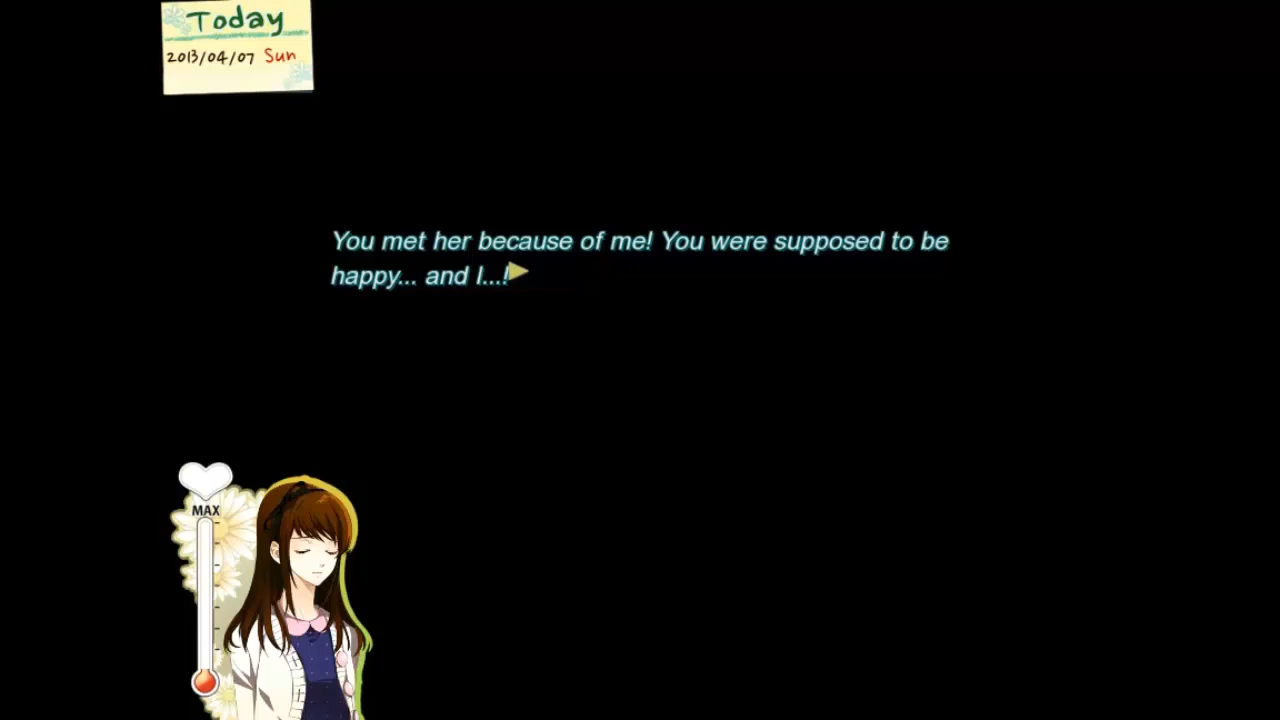 Today
2013/04/07 Sun
You met her because of me! You were supposed to be
happy... and I...!
MAX